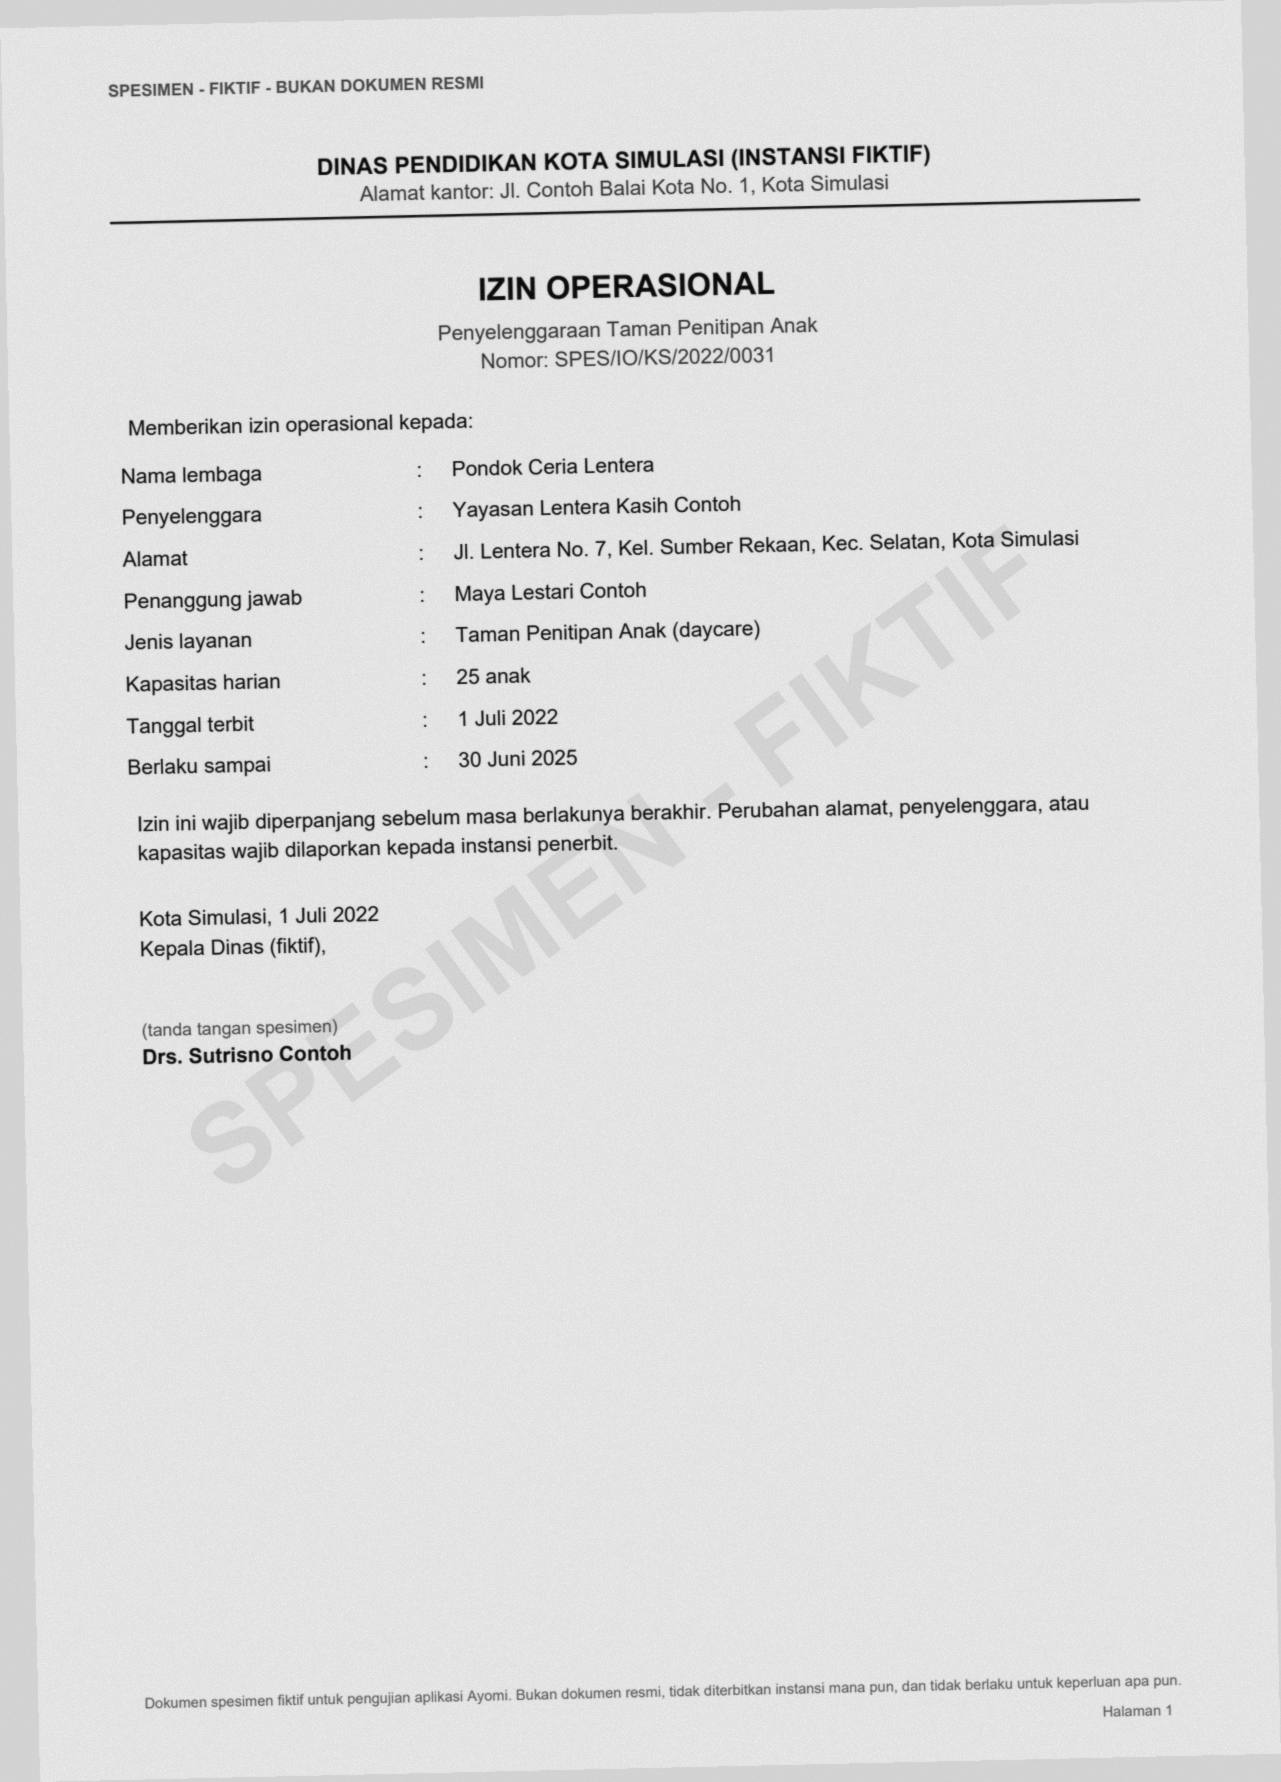 SPESIMEN - FIKTIF - BUKAN DOKUMEN RESMI
DINAS PENDIDIKAN KOTA SIMULASI (INSTANSI FIKTIF)
Alamat kantor: Jl. Contoh Balai Kota No. 1, Kota Simulasi
IZIN OPERASIONAL
Penyelenggaraan Taman Penitipan Anak
Nomor: SPES/IO/KS/2022/0031
Memberikan izin operasional kepada:
Nama lembaga : Pondok Ceria Lentera
Penyelenggara : Yayasan Lentera Kasih Contoh
Alamat : Jl. Lentera No. 7, Kel. Sumber Rekaan, Kec. Selatan, Kota Simulasi
Penanggung jawab : Maya Lestari Contoh
Jenis layanan : Taman Penitipan Anak (daycare)
Kapasitas harian : 25 anak
Tanggal terbit : 1 Juli 2022
Berlaku sampai : 30 Juni 2025
Izin ini wajib diperpanjang sebelum masa berlakunya berakhir. Perubahan alamat, penyelenggara, atau
kapasitas wajib dilaporkan kepada instansi penerbit.
Kota Simulasi, 1 Juli 2022
Kepala Dinas (fiktif),
(tanda tangan spesimen)
Drs. Sutrisno Contoh
SPESIMEN - FIKTIF
Dokumen spesimen fiktif untuk pengujian aplikasi Ayomi. Bukan dokumen resmi, tidak diterbitkan instansi mana pun, dan tidak berlaku untuk keperluan apa pun.
Halaman 1